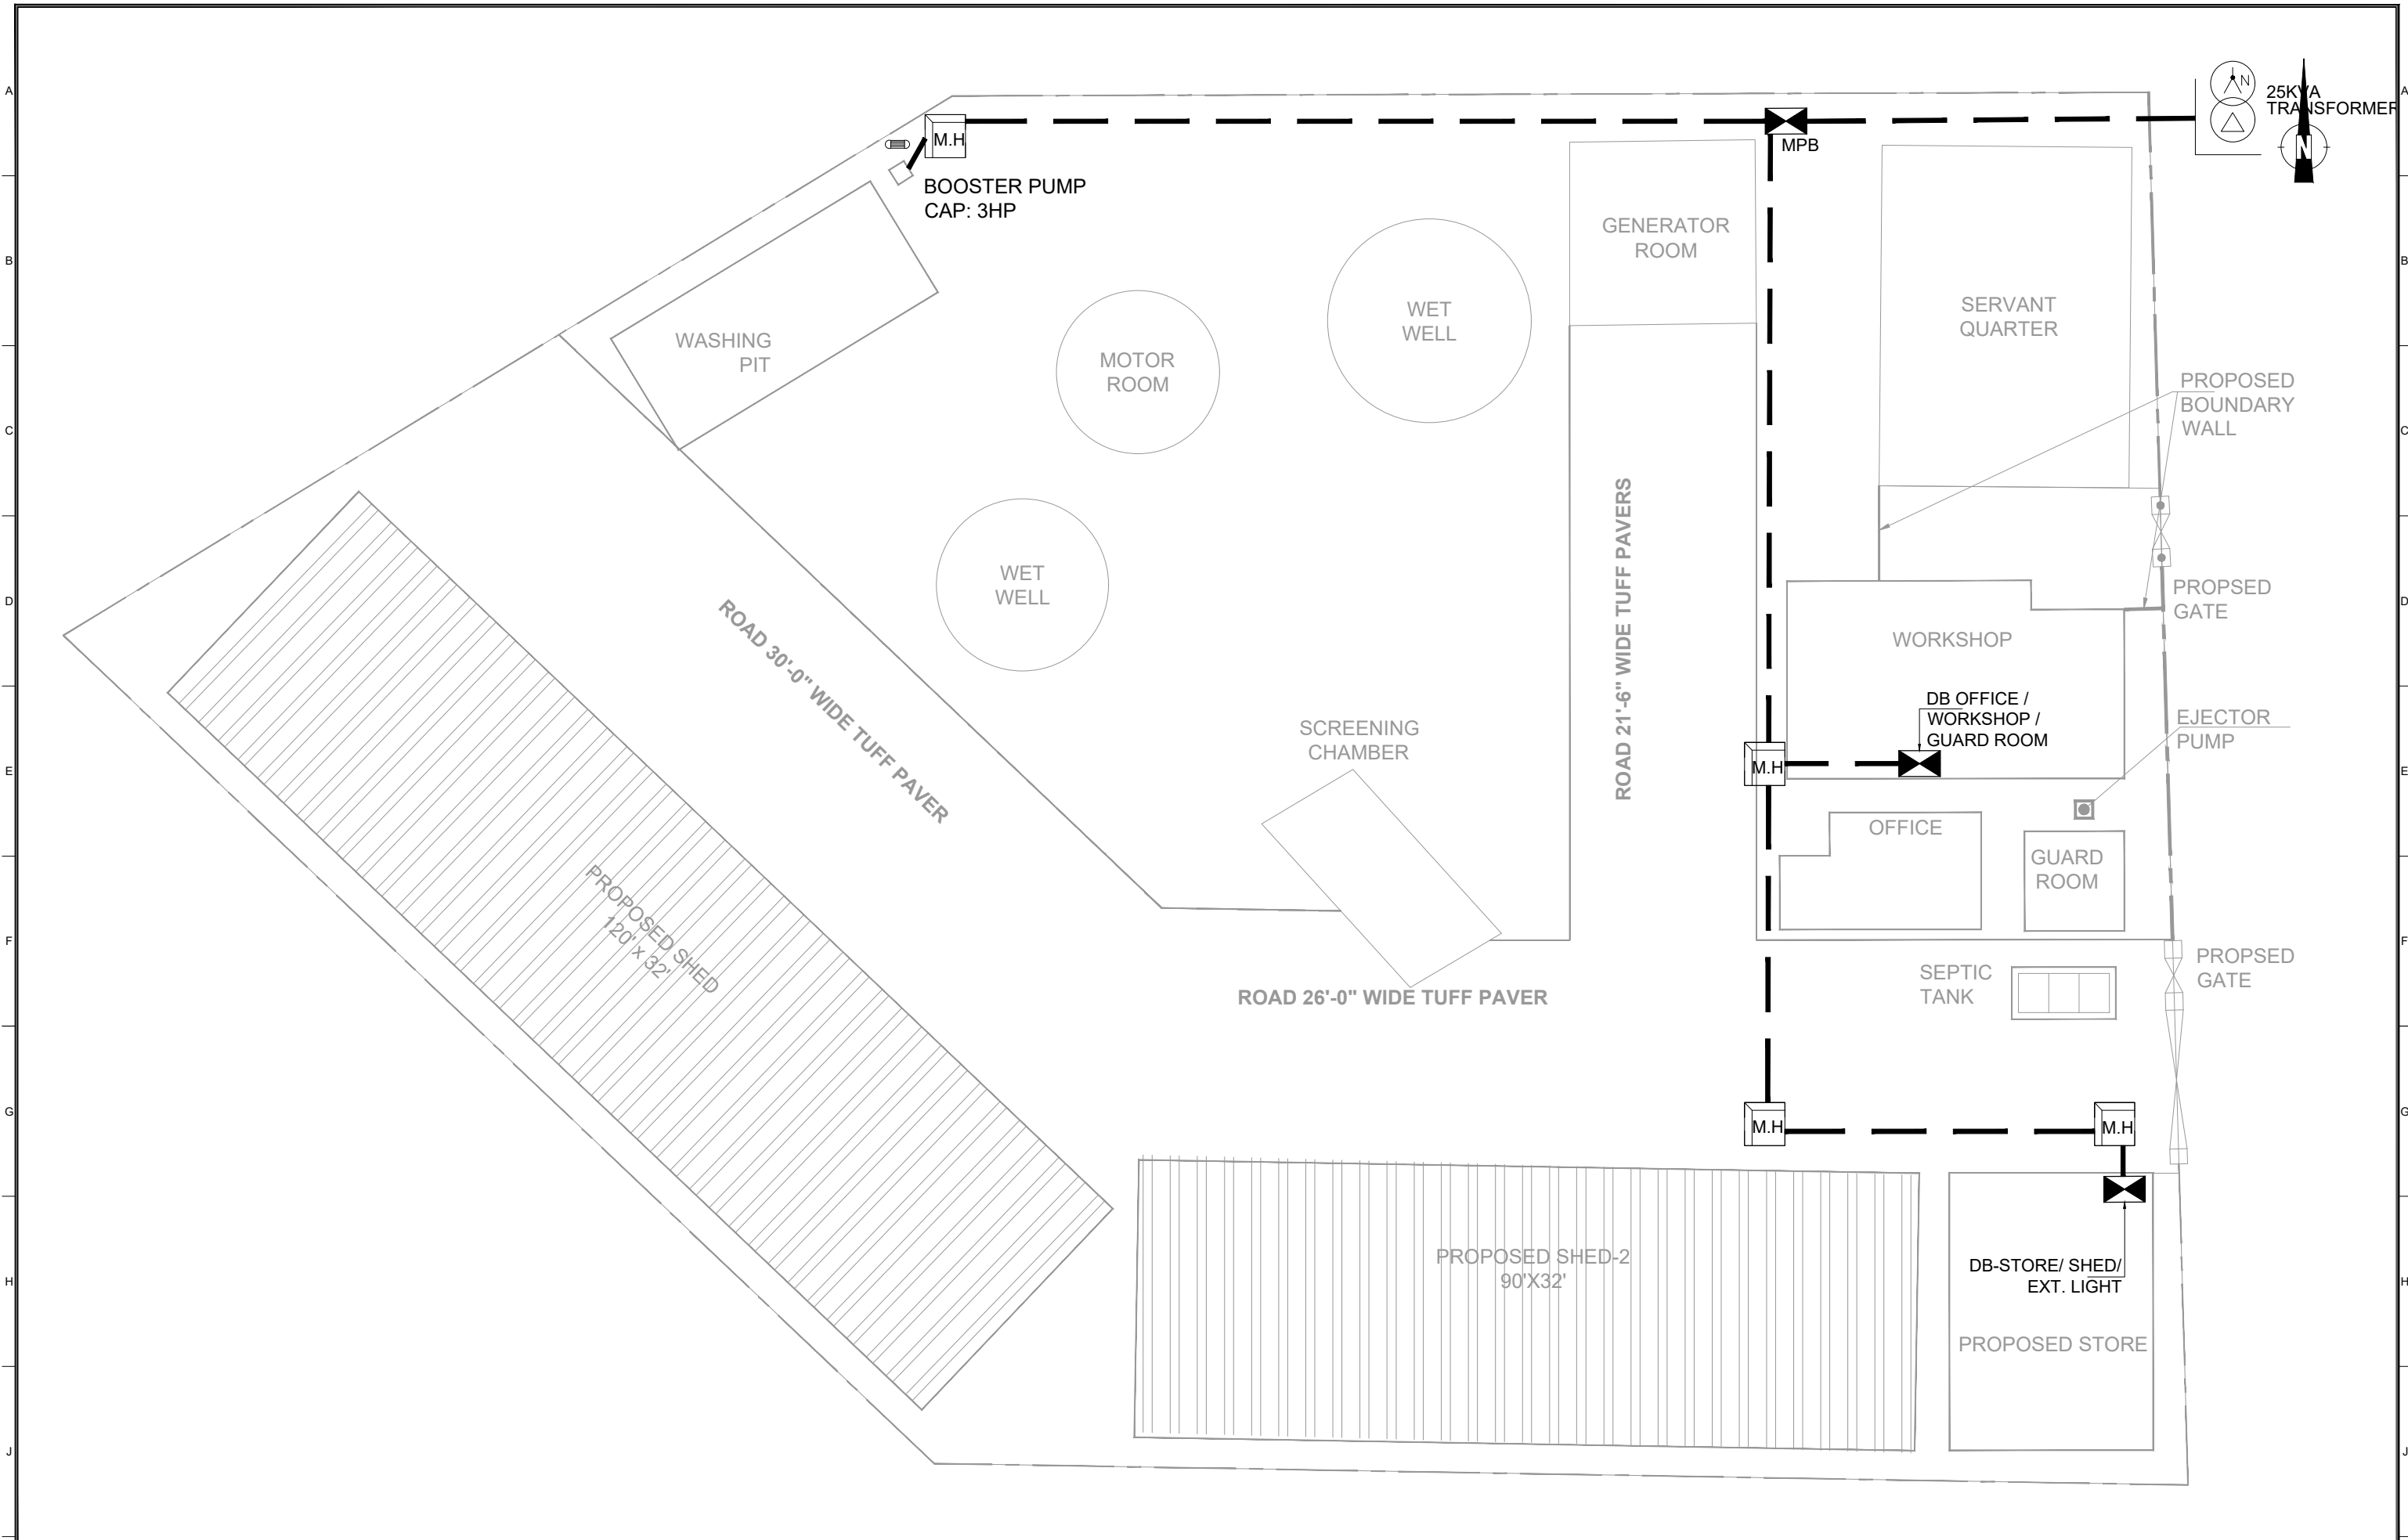 A
A
N
25KVA
TRANSFORMER
N
M.H
MPB
BOOSTER PUMP
CAP: 3HP
GENERATOR
ROOM
B
B
SERVANT
QUARTER
WET
WELL
WASHING
PIT
MOTOR
ROOM
PROPOSED
BOUNDARY
WALL
C
C
ROAD 21'-6" WIDE TUFF PAVERS
WET
WELL
PROPSED
GATE
D
D
ROAD 30'-0" WIDE TUFF PAVER
WORKSHOP
DB OFFICE /
WORKSHOP /
GUARD ROOM
EJECTOR
PUMP
SCREENING
CHAMBER
M.H
E
E
OFFICE
GUARD
ROOM
PROPOSED SHED
120' x 32'
F
F
PROPSED
GATE
SEPTIC
TANK
ROAD 26'-0" WIDE TUFF PAVER
G
G
M.H
M.H
PROPOSED SHED-2
90'X32'
DB-STORE/ SHED/
EXT. LIGHT
H
H
PROPOSED STORE
J
J